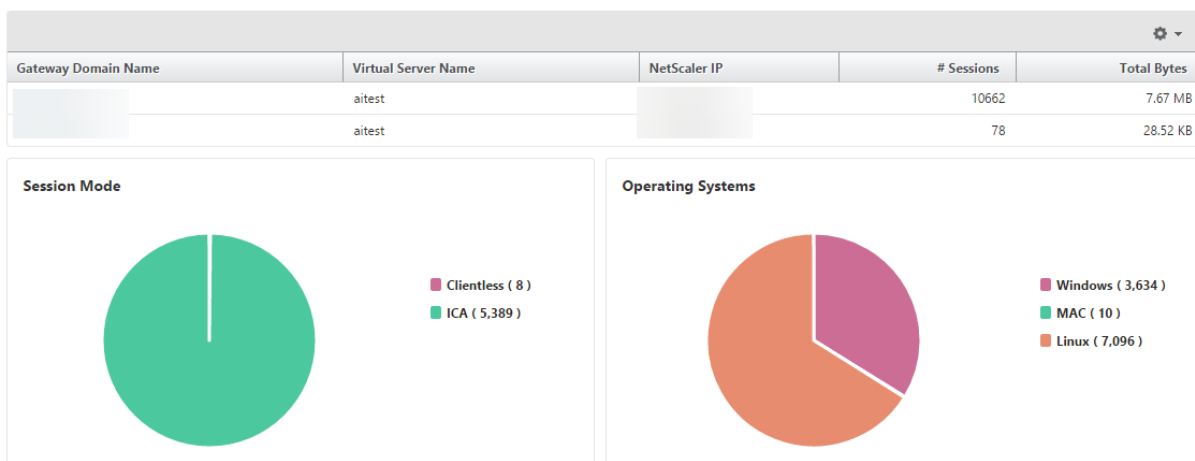 Gateway Domain Name Virtual Server Name NetScaler IP # Sessions Total Bytes
aitest 10662 7.67 MB
aitest 78 28.52 KB
Session Mode
Clientless ( 8 )
ICA ( 5,389 )
Operating Systems
Windows ( 3,634 )
MAC ( 10 )
Linux ( 7,096 )